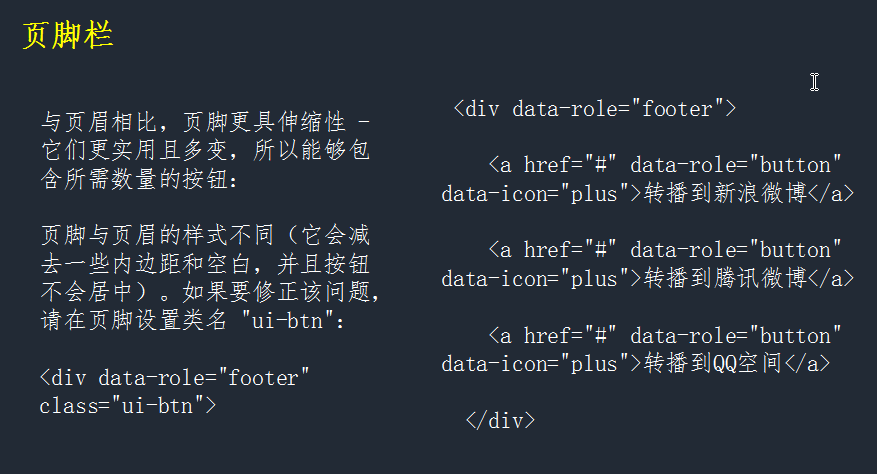 页脚栏
与页眉相比，页脚更具伸缩性 -
它们更实用且多变，所以能够包
含所需数量的按钮：
页脚与页眉的样式不同（它会减
去一些内边距和空白，并且按钮
不会居中）。如果要修正该问题，
请在页脚设置类名 "ui-btn"：
<div data-role="footer"
class="ui-btn">
<div data-role="footer">
<a href="#" data-role="button"
data-icon="plus">转播到新浪微博</a>
<a href="#" data-role="button"
data-icon="plus">转播到腾讯微博</a>
<a href="#" data-role="button"
data-icon="plus">转播到QQ空间</a>
</div>